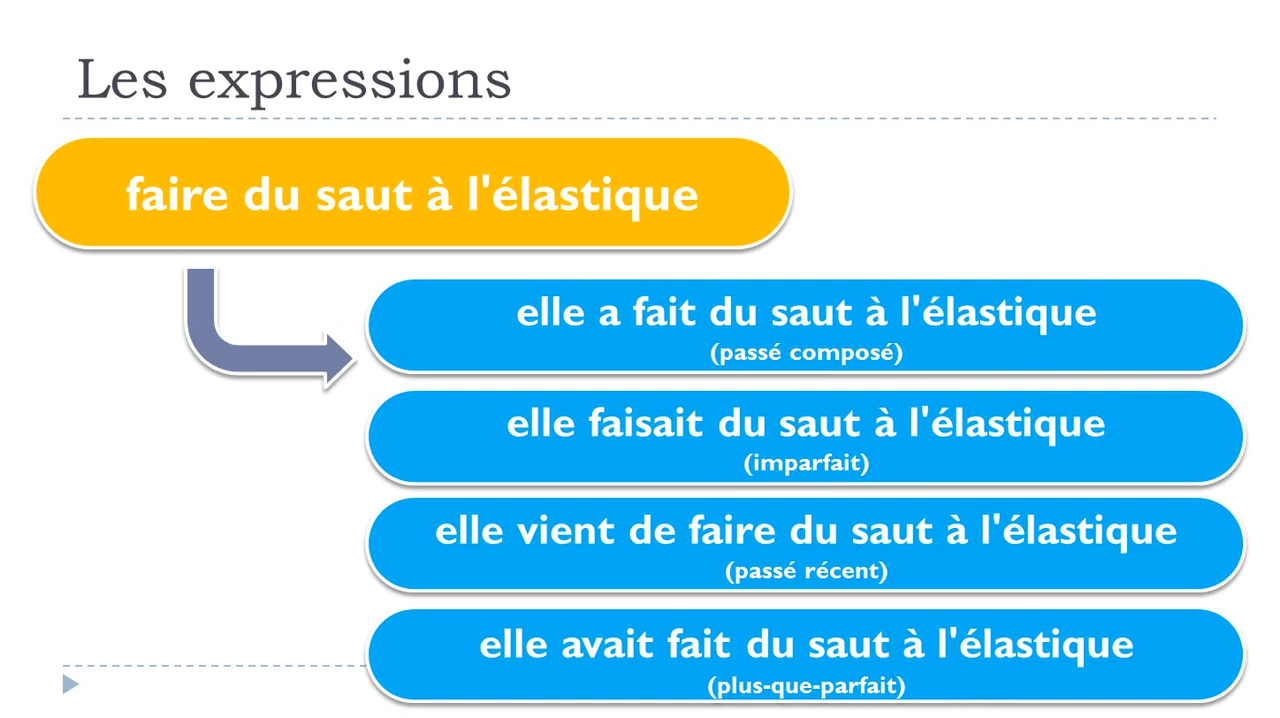 Les expressions
faire du saut à l'élastique
elle a fait du saut à l'élastique
(passé composé)
elle faisait du saut à l'élastique
(imparfait)
elle vient de faire du saut à l'élastique
(passé récent)
elle avait fait du saut à l'élastique
(plus-que-parfait)